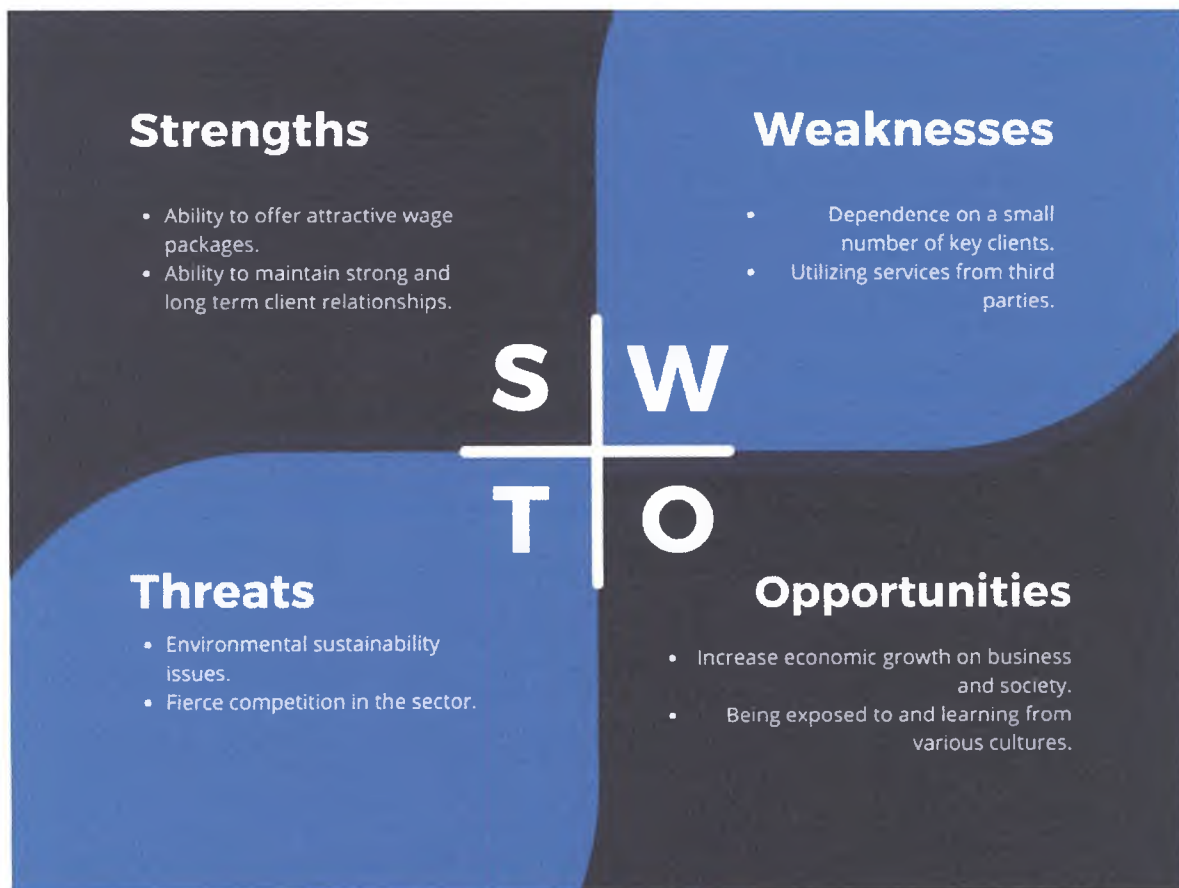 Strengths
• Ability to offer attractive wage
packages.
• Ability to maintain strong and
long term client relationships.
Weaknesses
• Dependence on a small
number of key clients.
• Utilizing services from third
parties.
S W
T O
Threats
• Environmental sustainability
issues.
• Fierce competition in the sector.
Opportunities
• Increase economic growth on business
and society.
• Being exposed to and learning from
various cultures.